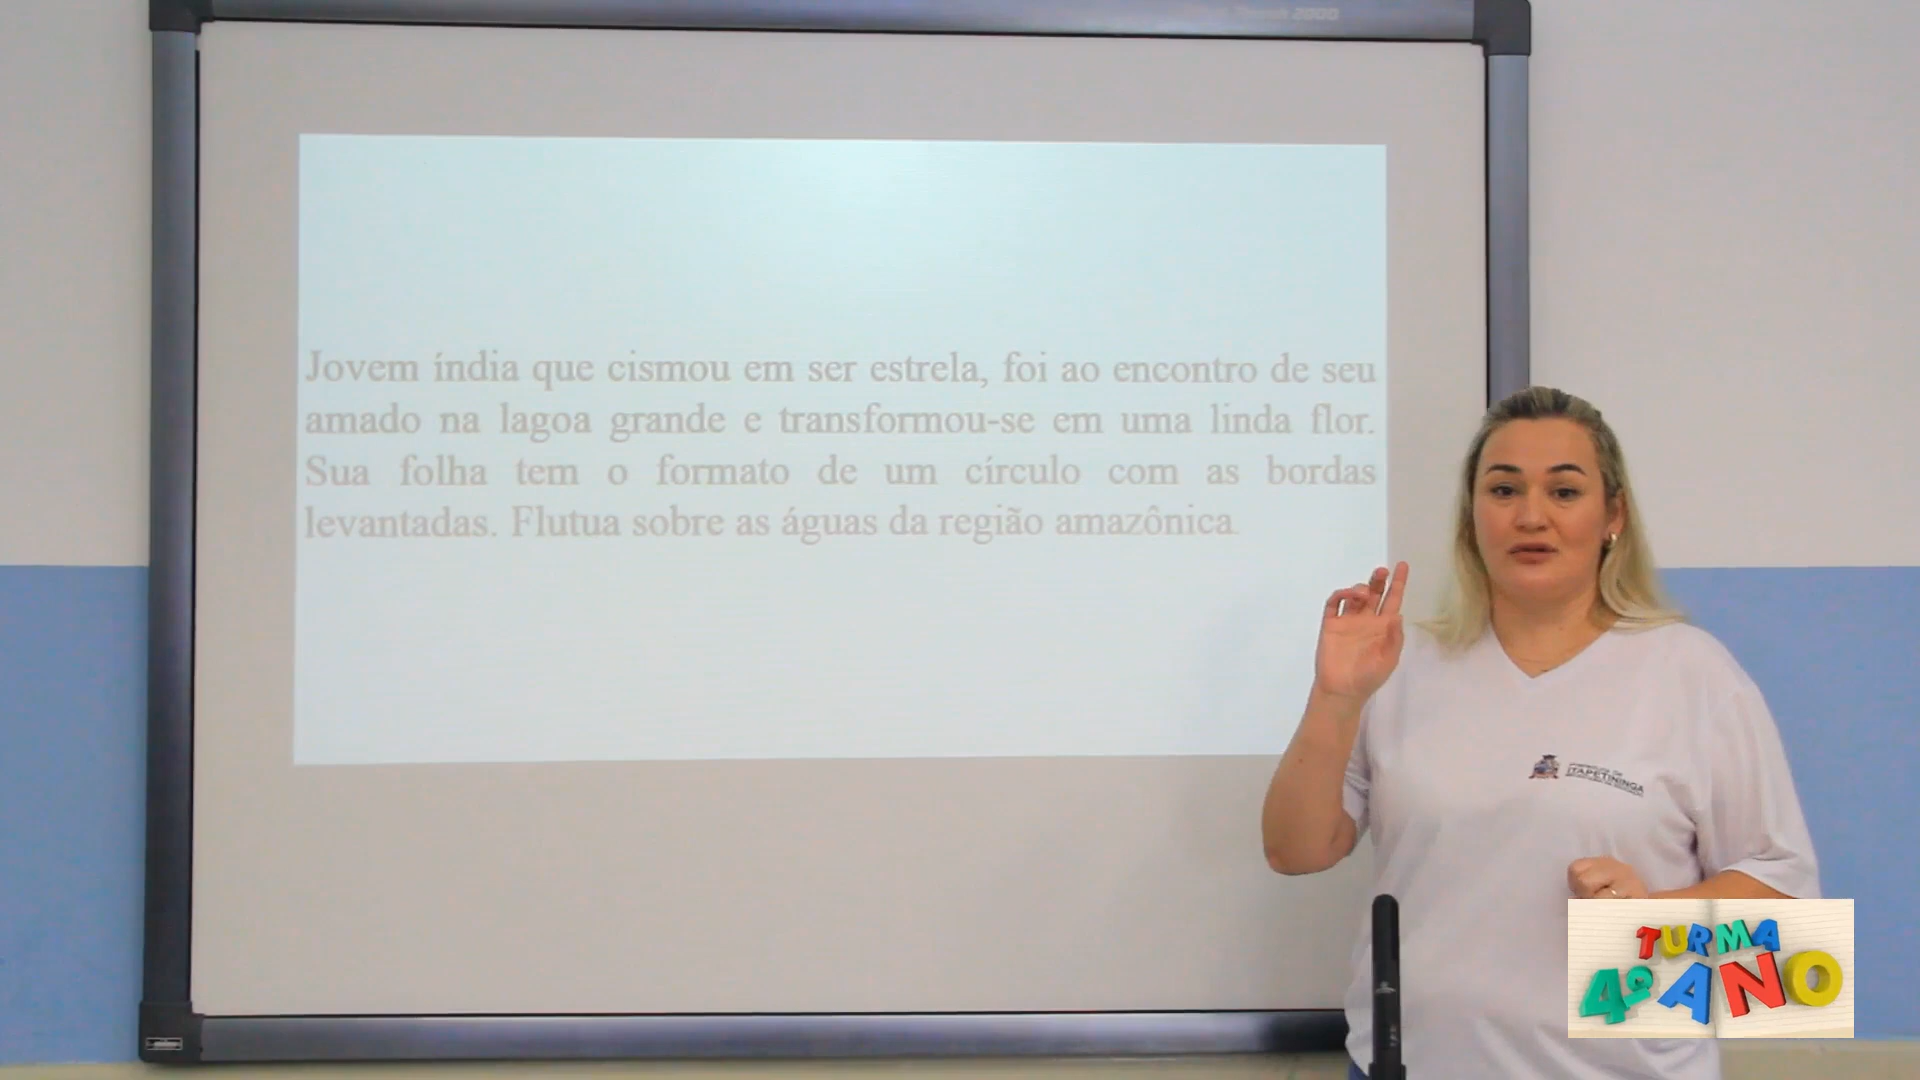 Jovem índia que cismou em ser estrela, foi ao encontro de seu
amado na lagoa grande e transformou-se em uma linda flor.
Sua folha tem o formato de um círculo com as bordas
levantadas. Flutua sobre as águas da região amazônica.
ITAPETININGA
TURMA
4º ANO